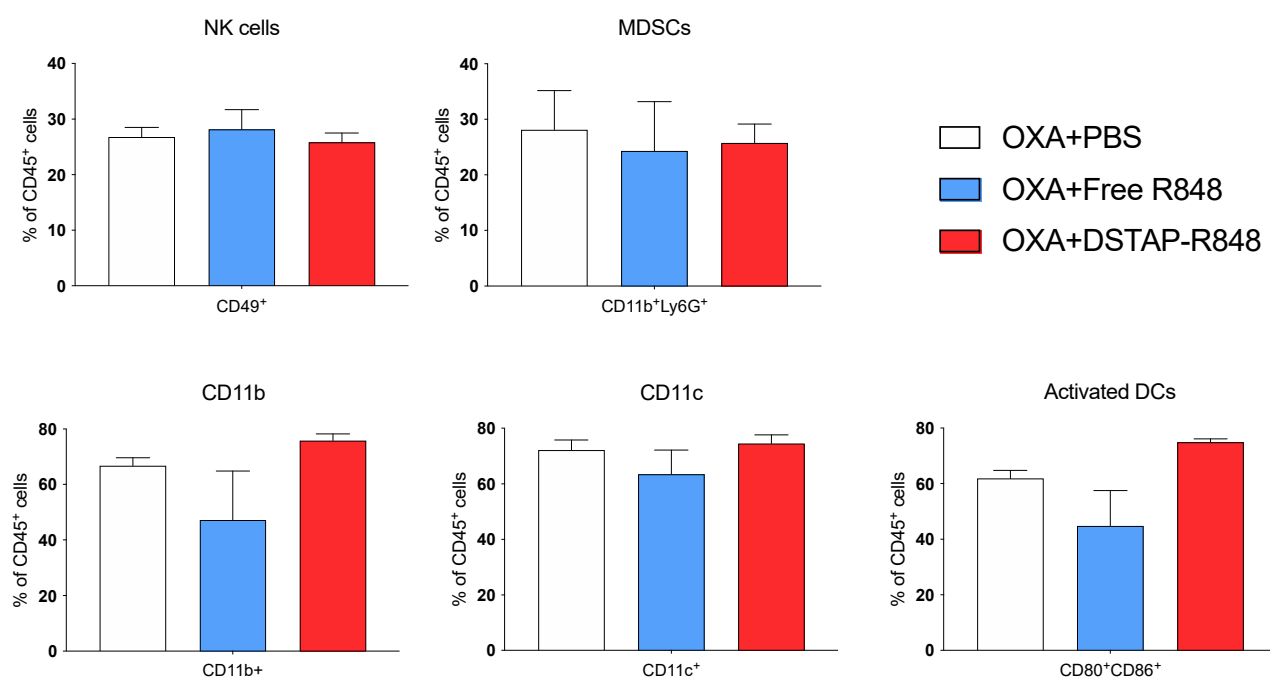 NK cells
% of CD45⁺ cells
40
30
20
10
0
CD49⁺
MDSCs
% of CD45⁺ cells
40
30
20
10
0
CD11b⁺Ly6G⁺
OXA+PBS
OXA+Free R848
OXA+DSTAP-R848
CD11b
% of CD45⁺ cells
80
60
40
20
0
CD11b+
CD11c
% of CD45⁺ cells
80
60
40
20
0
CD11c⁺
Activated DCs
% of CD45⁺ cells
80
60
40
20
0
CD80⁺CD86⁺